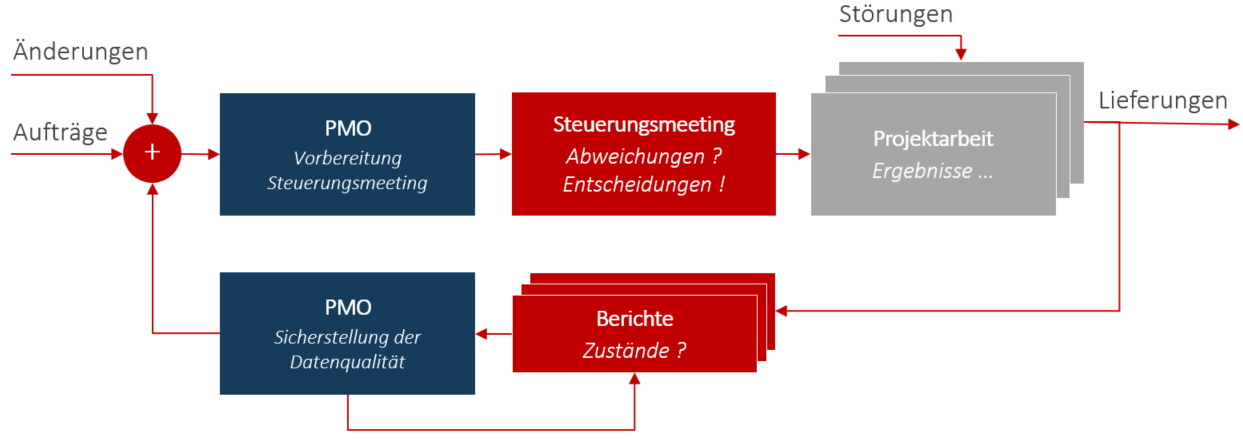 Störungen
Änderungen
Aufträge
+
PMO
Vorbereitung
Steuerungsmeeting
Steuerungsmeeting
Abweichungen ?
Entscheidungen !
Projektarbeit
Ergebnisse ...
Lieferungen
PMO
Sicherstellung der
Datenqualität
Berichte
Zustände ?